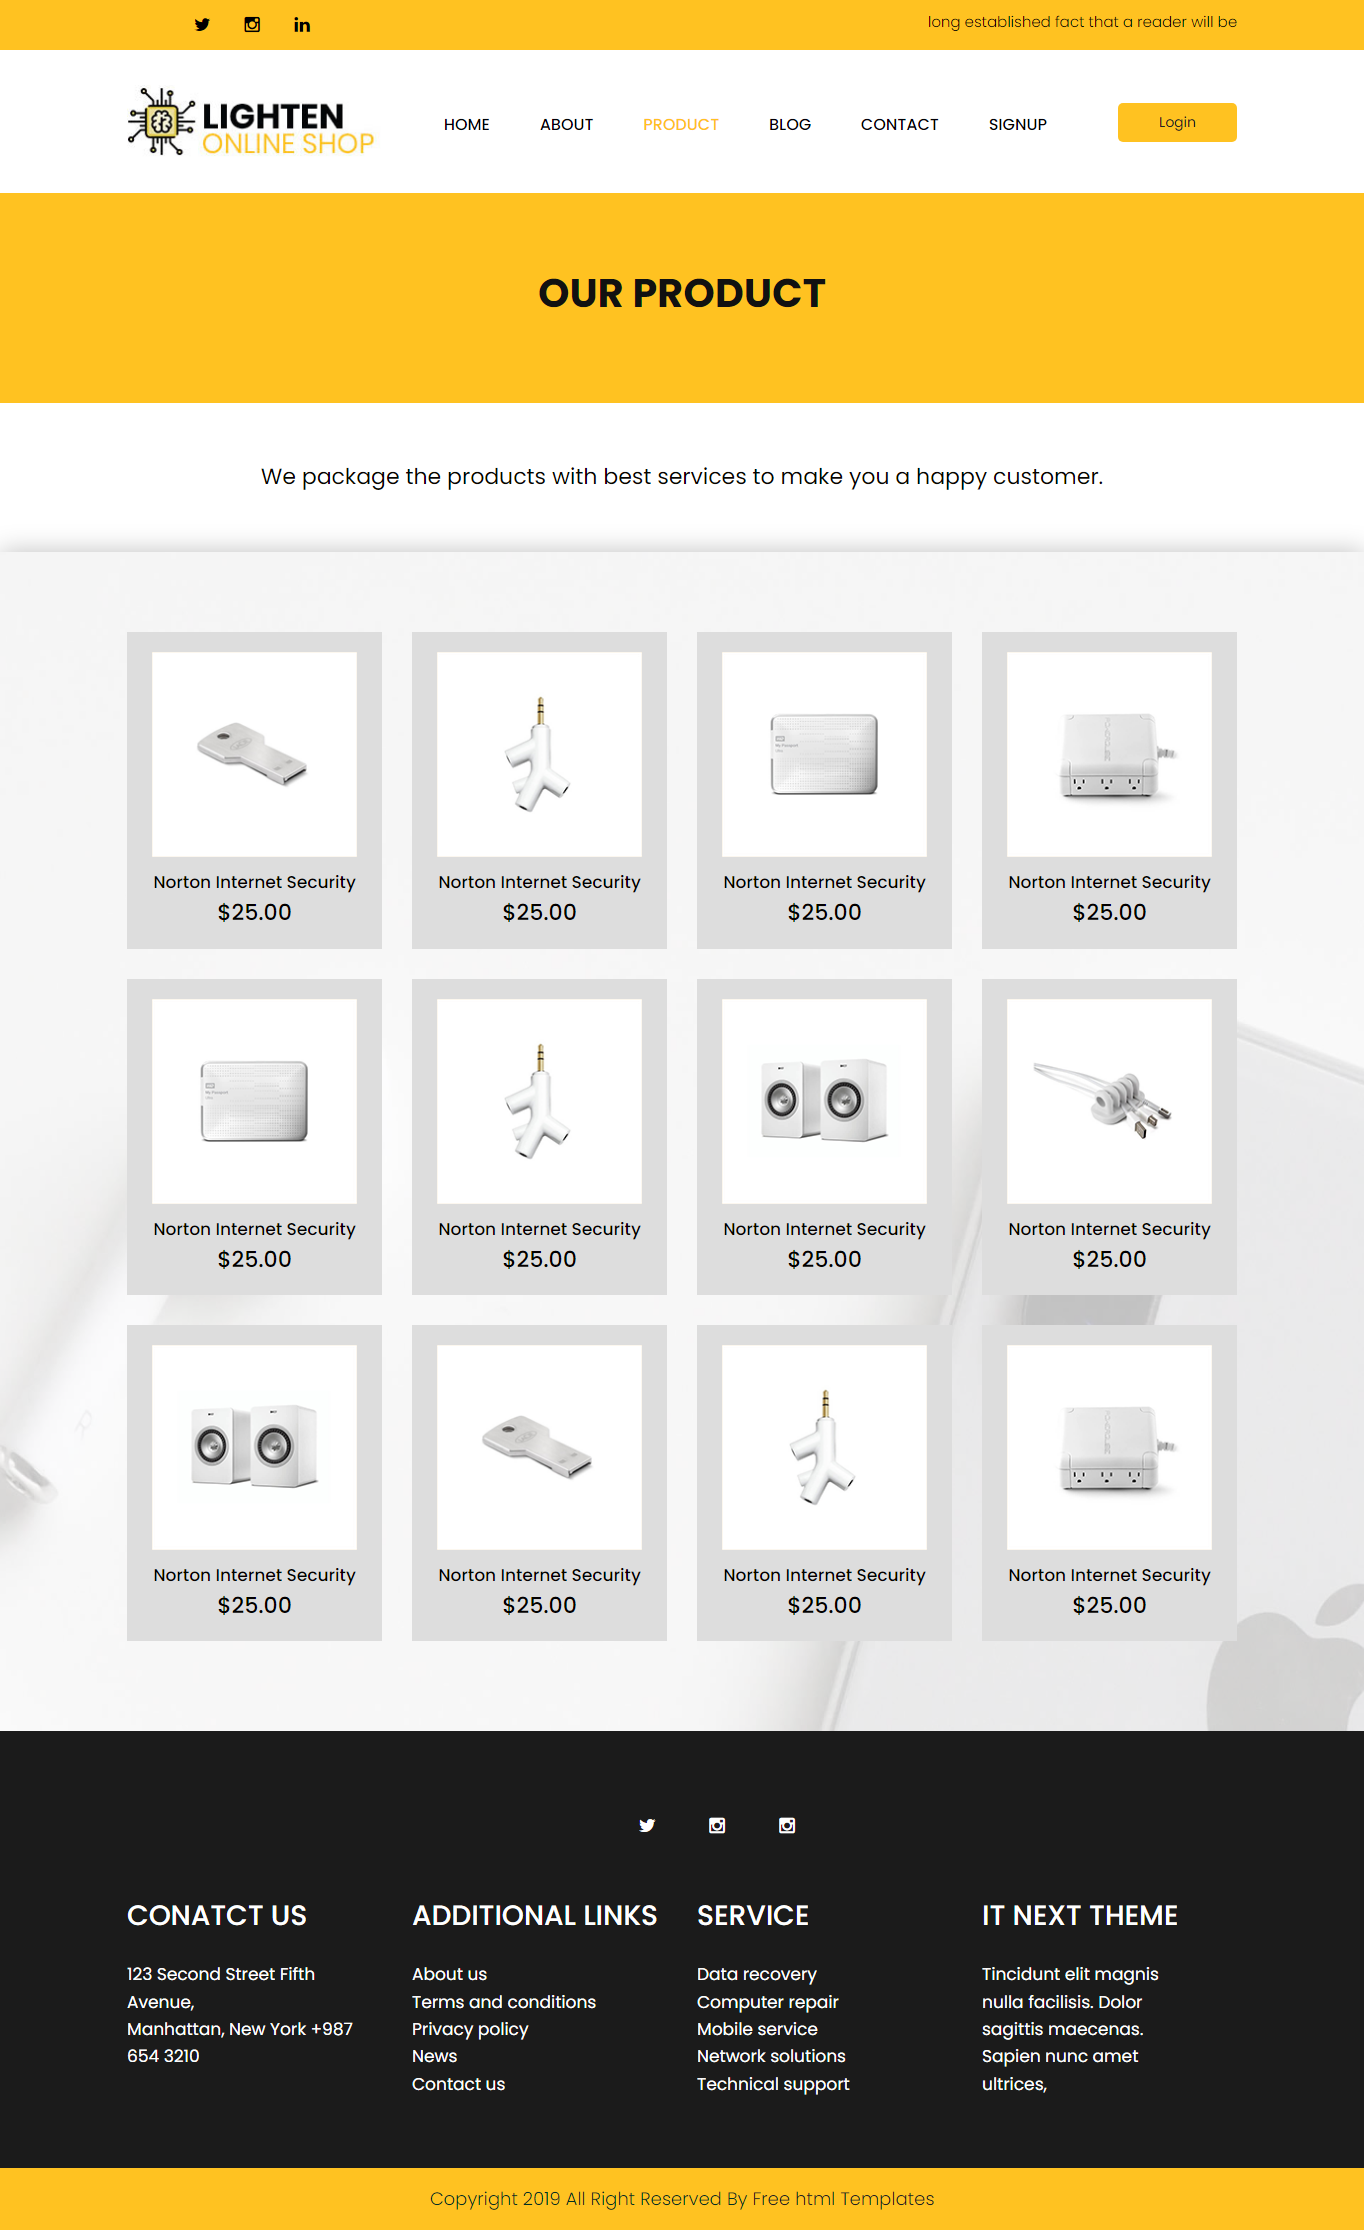 long established fact that a reader will be
LIGHTEN
ONLINE SHOP
HOME ABOUT PRODUCT BLOG CONTACT SIGNUP Login
OUR PRODUCT
We package the products with best services to make you a happy customer.
Norton Internet Security Norton Internet Security Norton Internet Security Norton Internet Security
$25.00 $25.00 $25.00 $25.00
Norton Internet Security Norton Internet Security Norton Internet Security Norton Internet Security
$25.00 $25.00 $25.00 $25.00
Norton Internet Security Norton Internet Security Norton Internet Security Norton Internet Security
$25.00 $25.00 $25.00 $25.00
CONATCT US
123 Second Street Fifth
Avenue,
Manhattan, New York +987
654 3210
ADDITIONAL LINKS
About us
Terms and conditions
Privacy policy
News
Contact us
SERVICE
Data recovery
Computer repair
Mobile service
Network solutions
Technical support
IT NEXT THEME
Tincidunt elit magnis
nulla facilisis. Dolor
sagittis maecenas.
Sapien nunc amet
ultrices,
Copyright 2019 All Right Reserved By Free html Templates